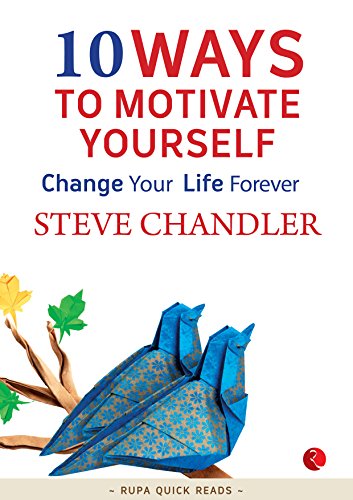 10 WAYS
TO MOTIVATE
YOURSELF
Change Your Life Forever
STEVE CHANDLER
~ RUPA QUICK READS ~